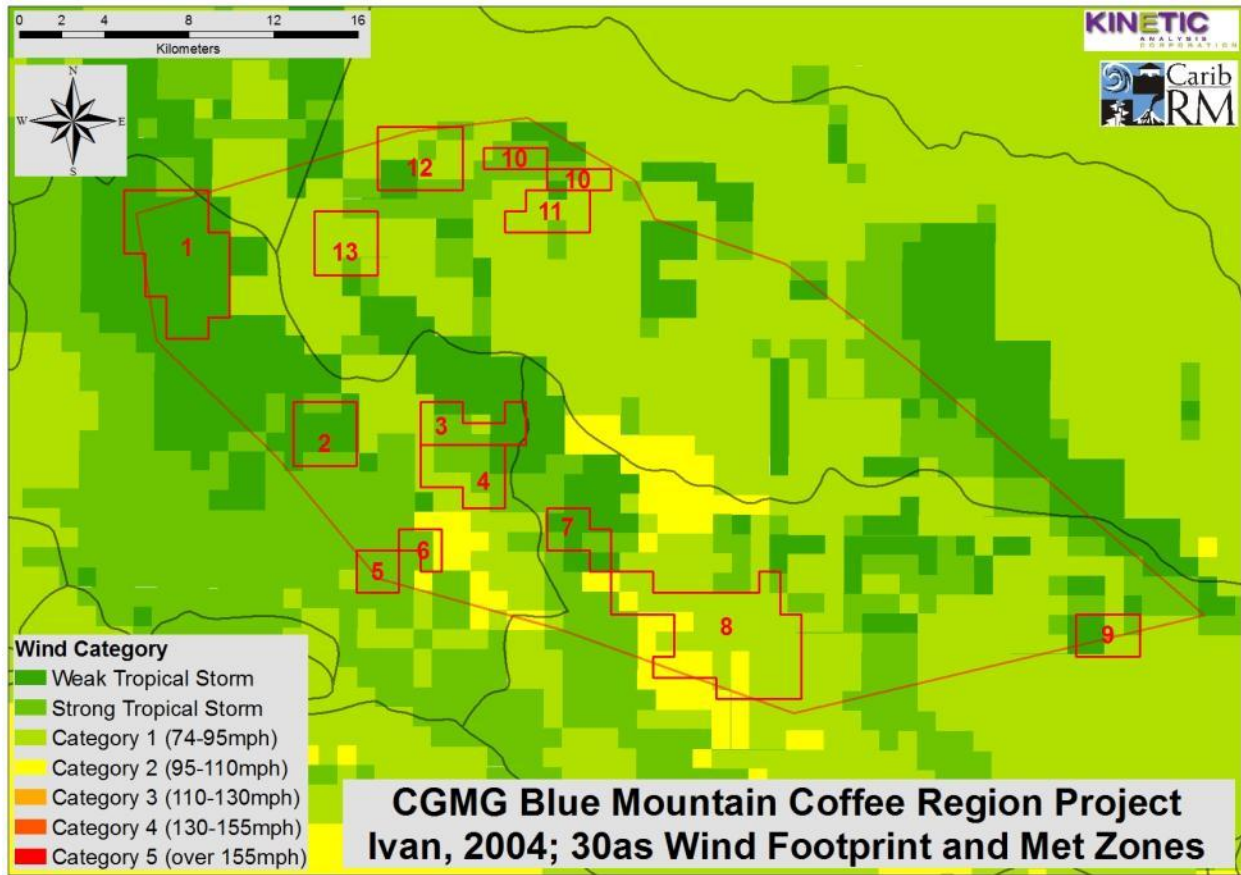 0 2 4 8 12 16
Kilometers
KINETIC
ANALYSIS
CORPORATION
Carib
RM
N
W E
S
12
10
10
11
1
13
2
3
4
7
6
5
8
9
Wind Category
Weak Tropical Storm
Strong Tropical Storm
Category 1 (74-95mph)
Category 2 (95-110mph)
Category 3 (110-130mph)
Category 4 (130-155mph)
Category 5 (over 155mph)
CGMG Blue Mountain Coffee Region Project
Ivan, 2004; 30as Wind Footprint and Met Zones